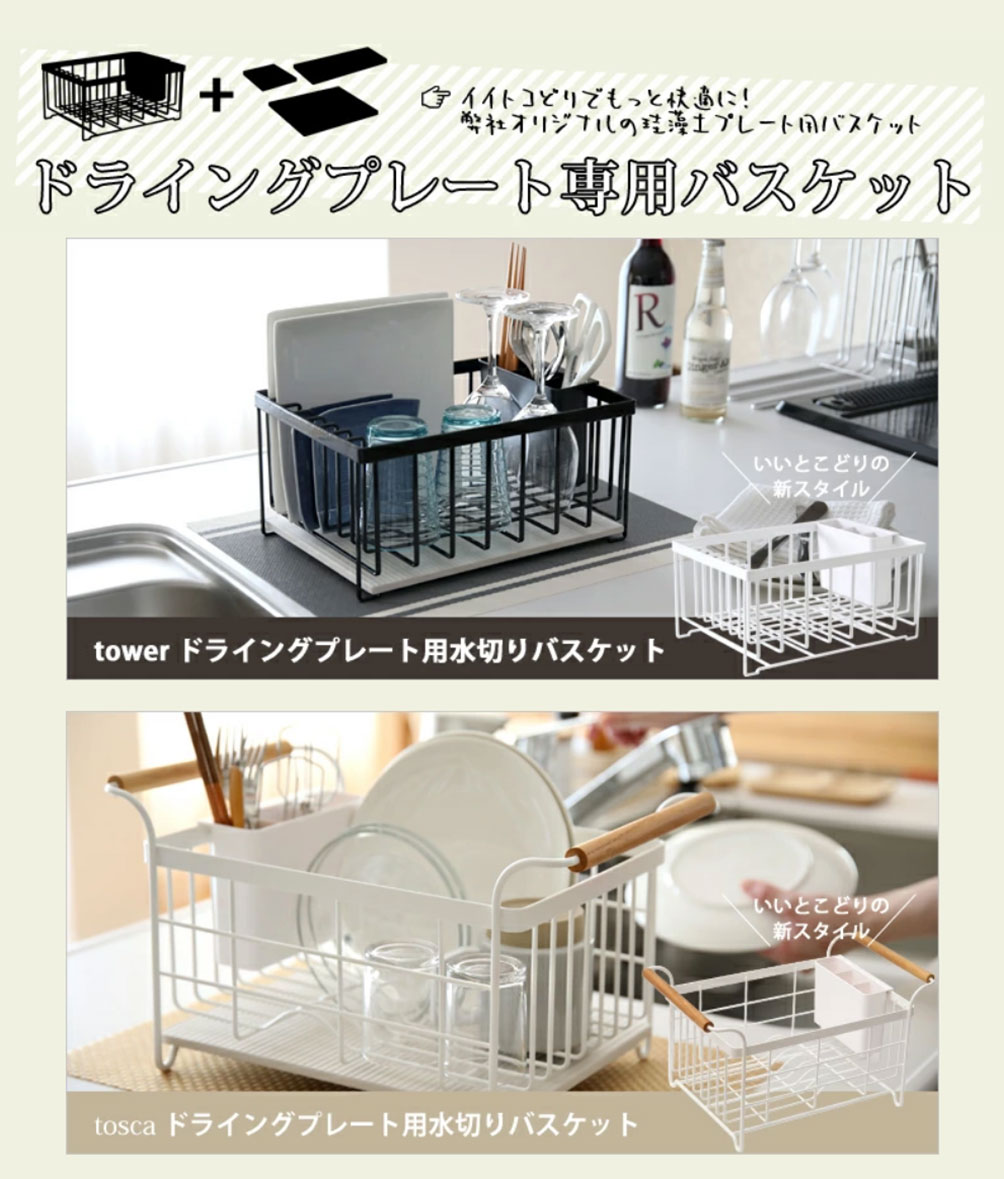 イイトコどりでもっと快適に!
弊社オリジナルの珪藻土プレート用バスケット
ドライングプレート専用バスケット
R
いいとこどりの
新スタイル
tower ドライングプレート用水切りバスケット
いいとこどりの
新スタイル
tosca ドライングプレート用水切りバスケット